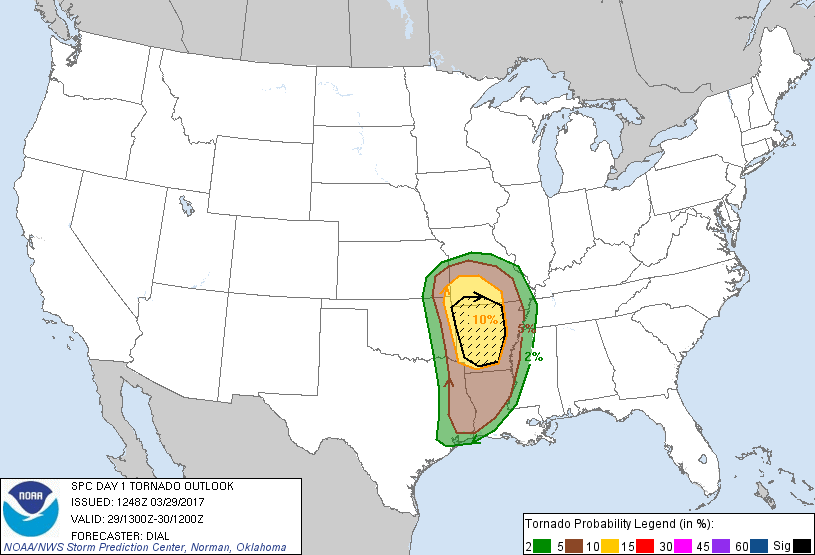 10%
5%
2%
NOAA
SPC DAY 1 TORNADO OUTLOOK
ISSUED: 1248Z 03/29/2017
VALID: 29/1300Z-30/1200Z
FORECASTER: DIAL
NOAA/NWS Storm Prediction Center, Norman, Oklahoma
Tornado Probability Legend (in %):
2 5 10 15 30 45 60 Sig